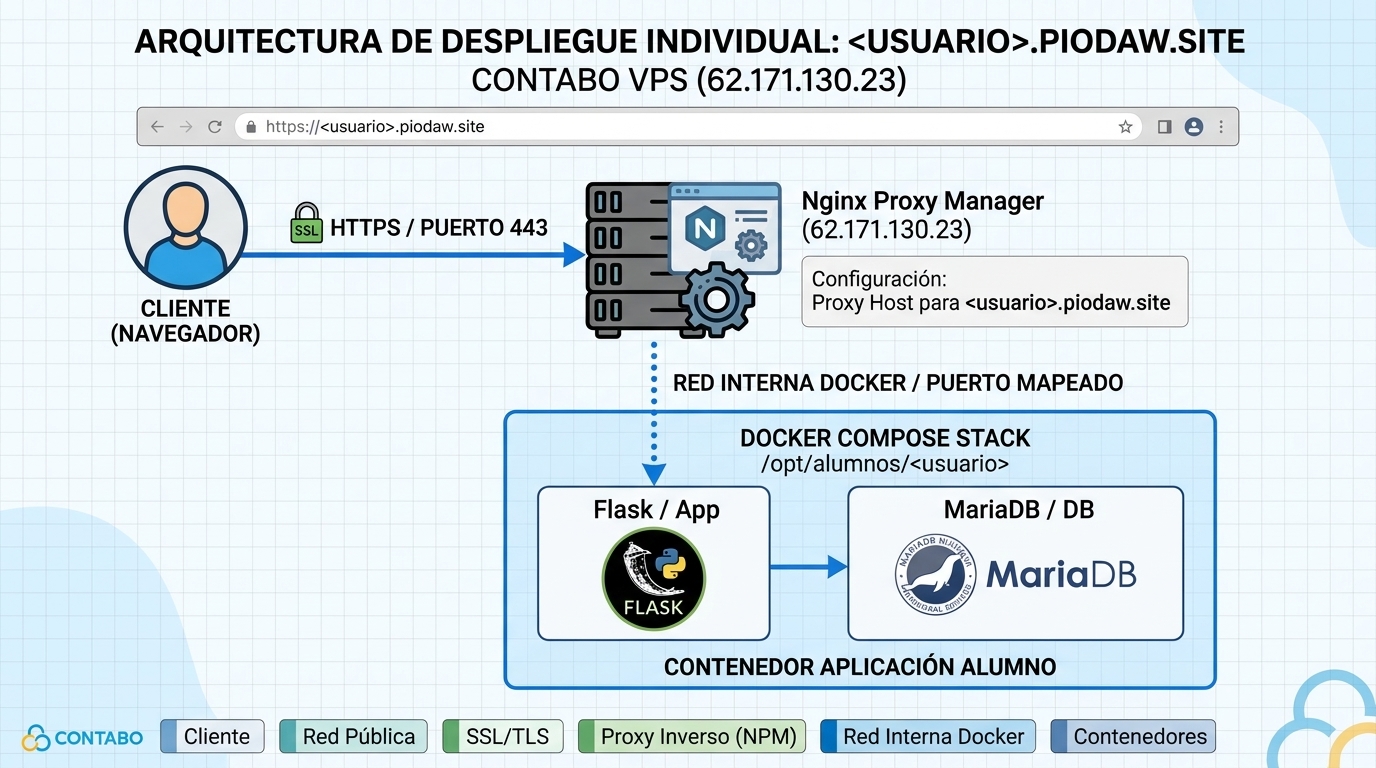 ARQUITECTURA DE DESPLIEGUE INDIVIDUAL: <USUARIO>.PIODAW.SITE
CONTABO VPS (62.171.130.23)
https://<usuario>.piodaw.site
SSL
HTTPS / PUERTO 443
CLIENTE
(NAVEGADOR)
N
Nginx Proxy Manager
(62.171.130.23)
Configuración:
Proxy Host para <usuario>.piodaw.site
RED INTERNA DOCKER / PUERTO MAPEADO
DOCKER COMPOSE STACK
/opt/alumnos/<usuario>
Flask / App
FLASK
MariaDB / DB
MariaDB
CONTENEDOR APLICACIÓN ALUMNO
CONTABO
Cliente
Red Pública
SSL/TLS
Proxy Inverso (NPM)
Red Interna Docker
Contenedores